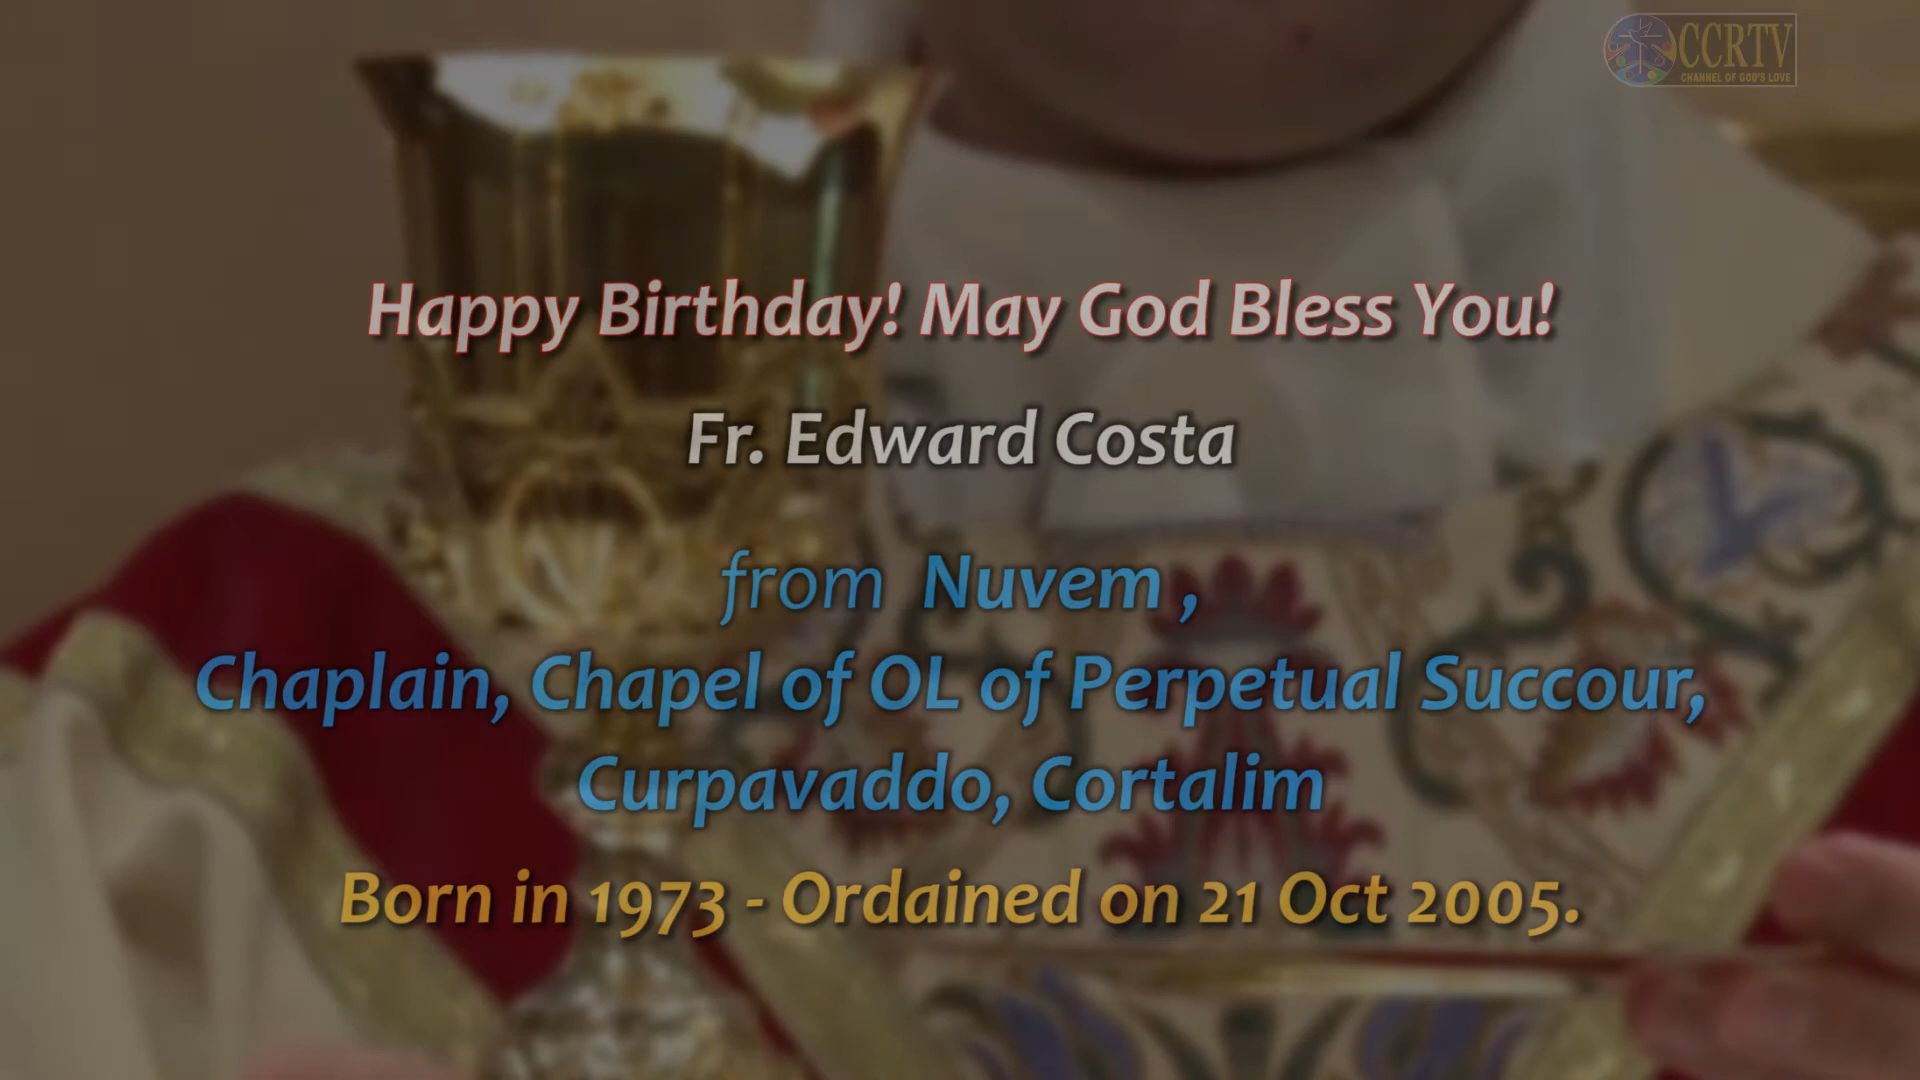 CCRTV
CHANNEL OF GOD'S LOVE
Happy Birthday! May God Bless You!
Fr. Edward Costa
from Nuvem ,
Chaplain, Chapel of OL of Perpetual Succour,
Curpavaddo, Cortalim
Born in 1973 - Ordained on 21 Oct 2005.